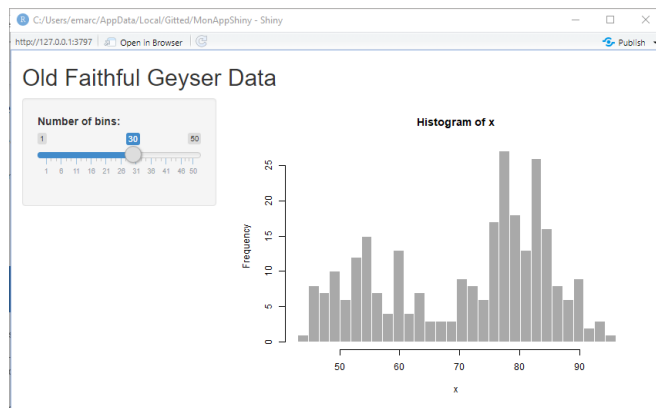 C:/Users/emarc/AppData/Local/Gitted/MonAppShiny - Shiny
http://127.0.0.1:3797 Open in Browser Publish
Old Faithful Geyser Data
Number of bins:
1 30 50
1 6 11 16 21 26 31 36 41 46 50
Histogram of x
Frequency
25
20
15
10
5
0
50 60 70 80 90
x